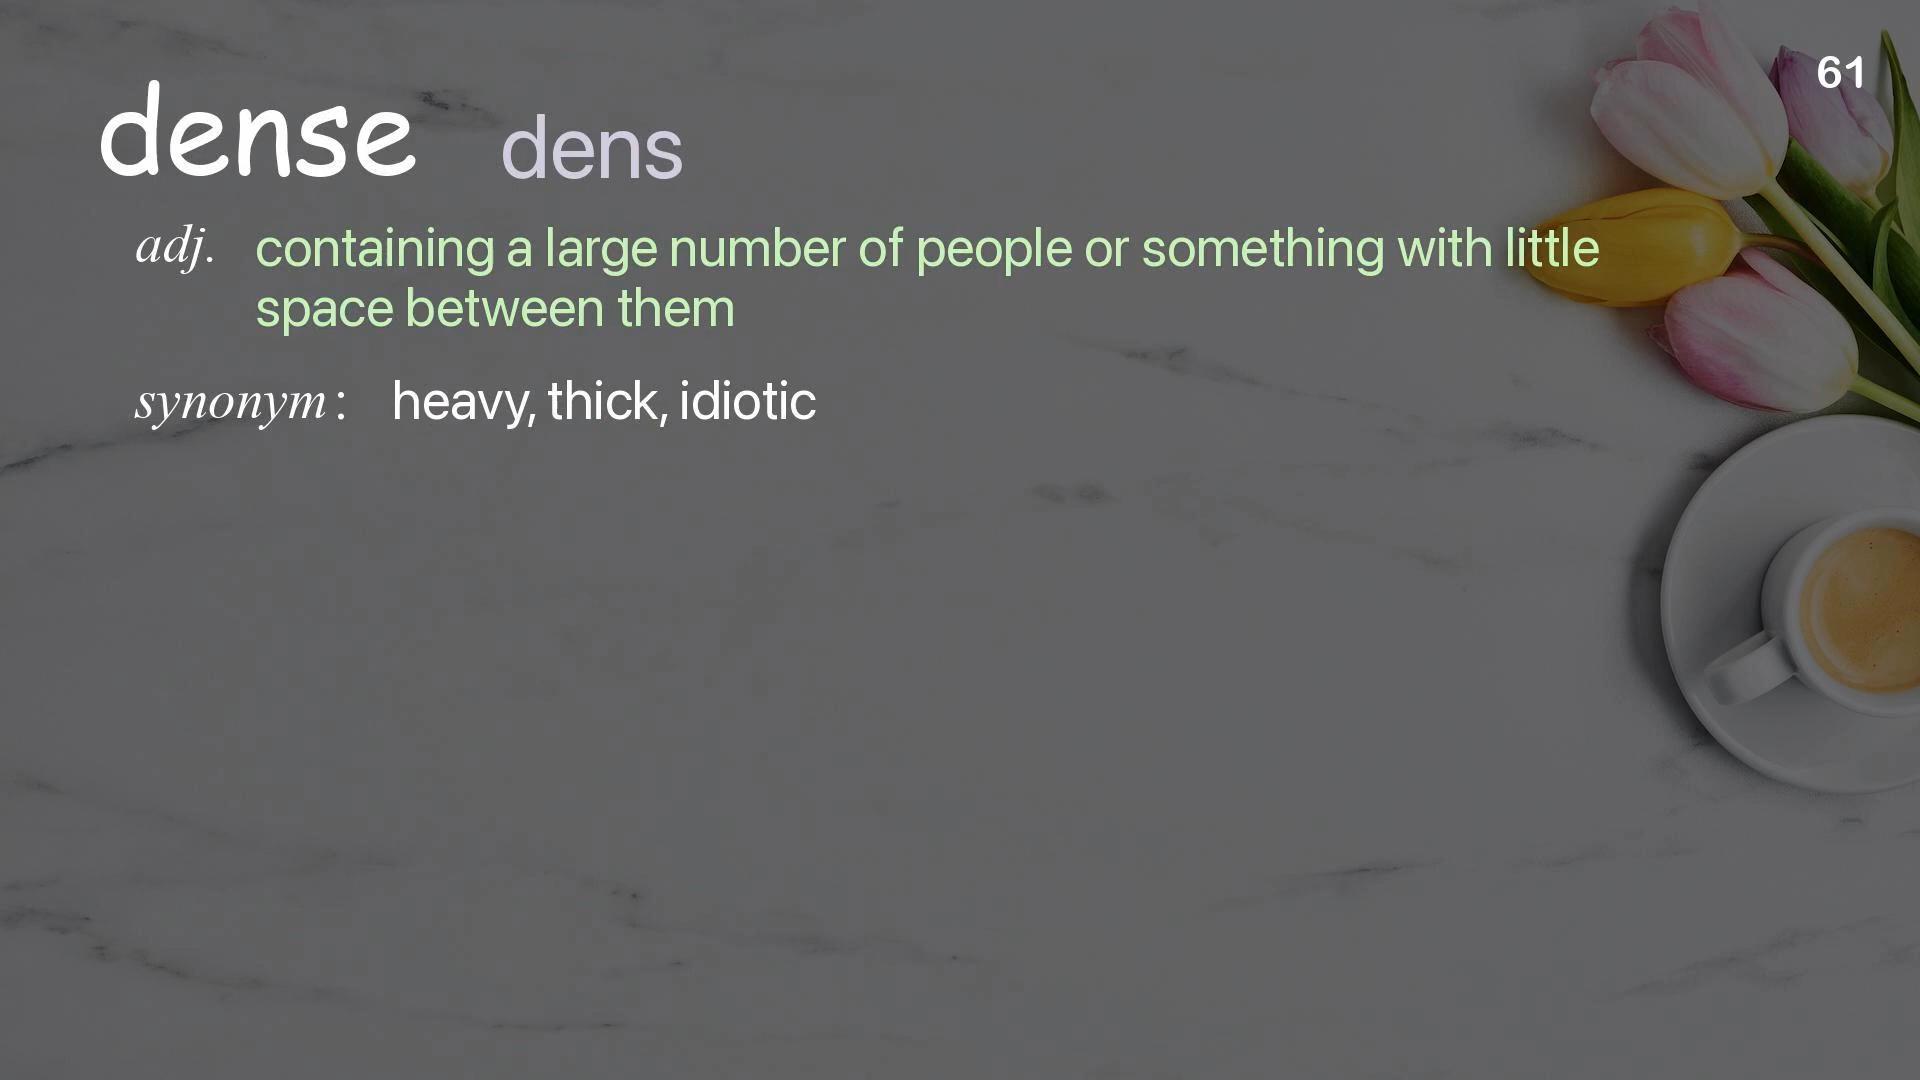 61
dense dens
adj. containing a large number of people or something with little
space between them
synonym: heavy, thick, idiotic